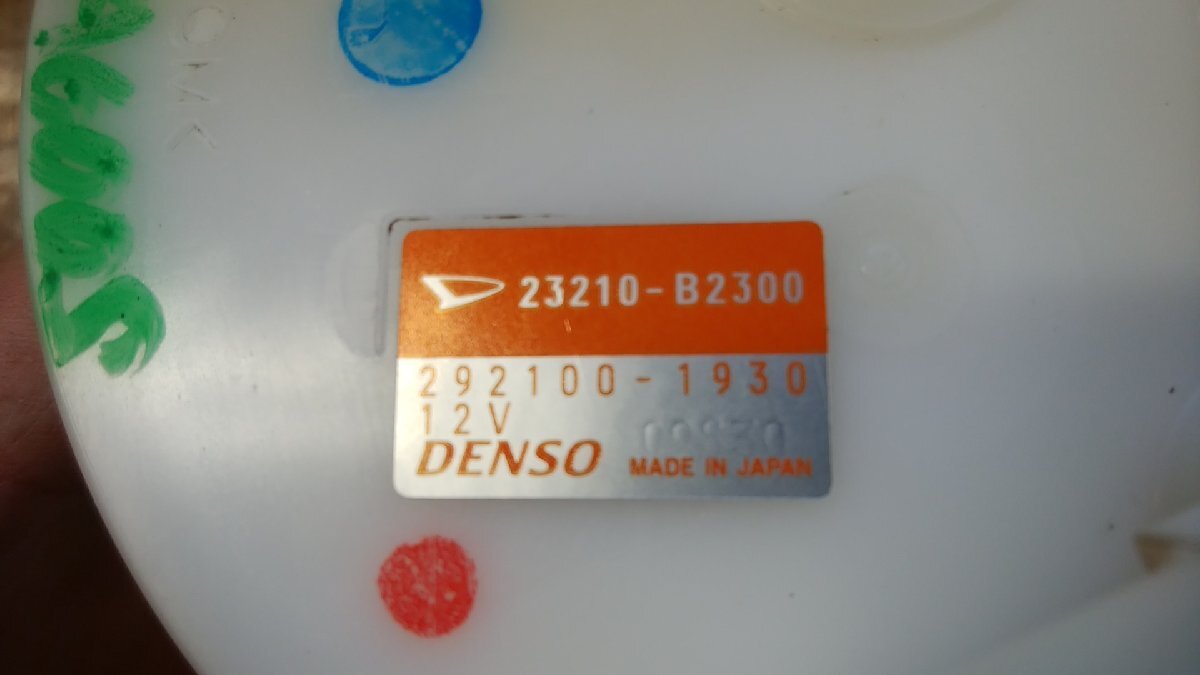 23210-B2300
292100-1930
12V
DENSO MADE IN JAPAN